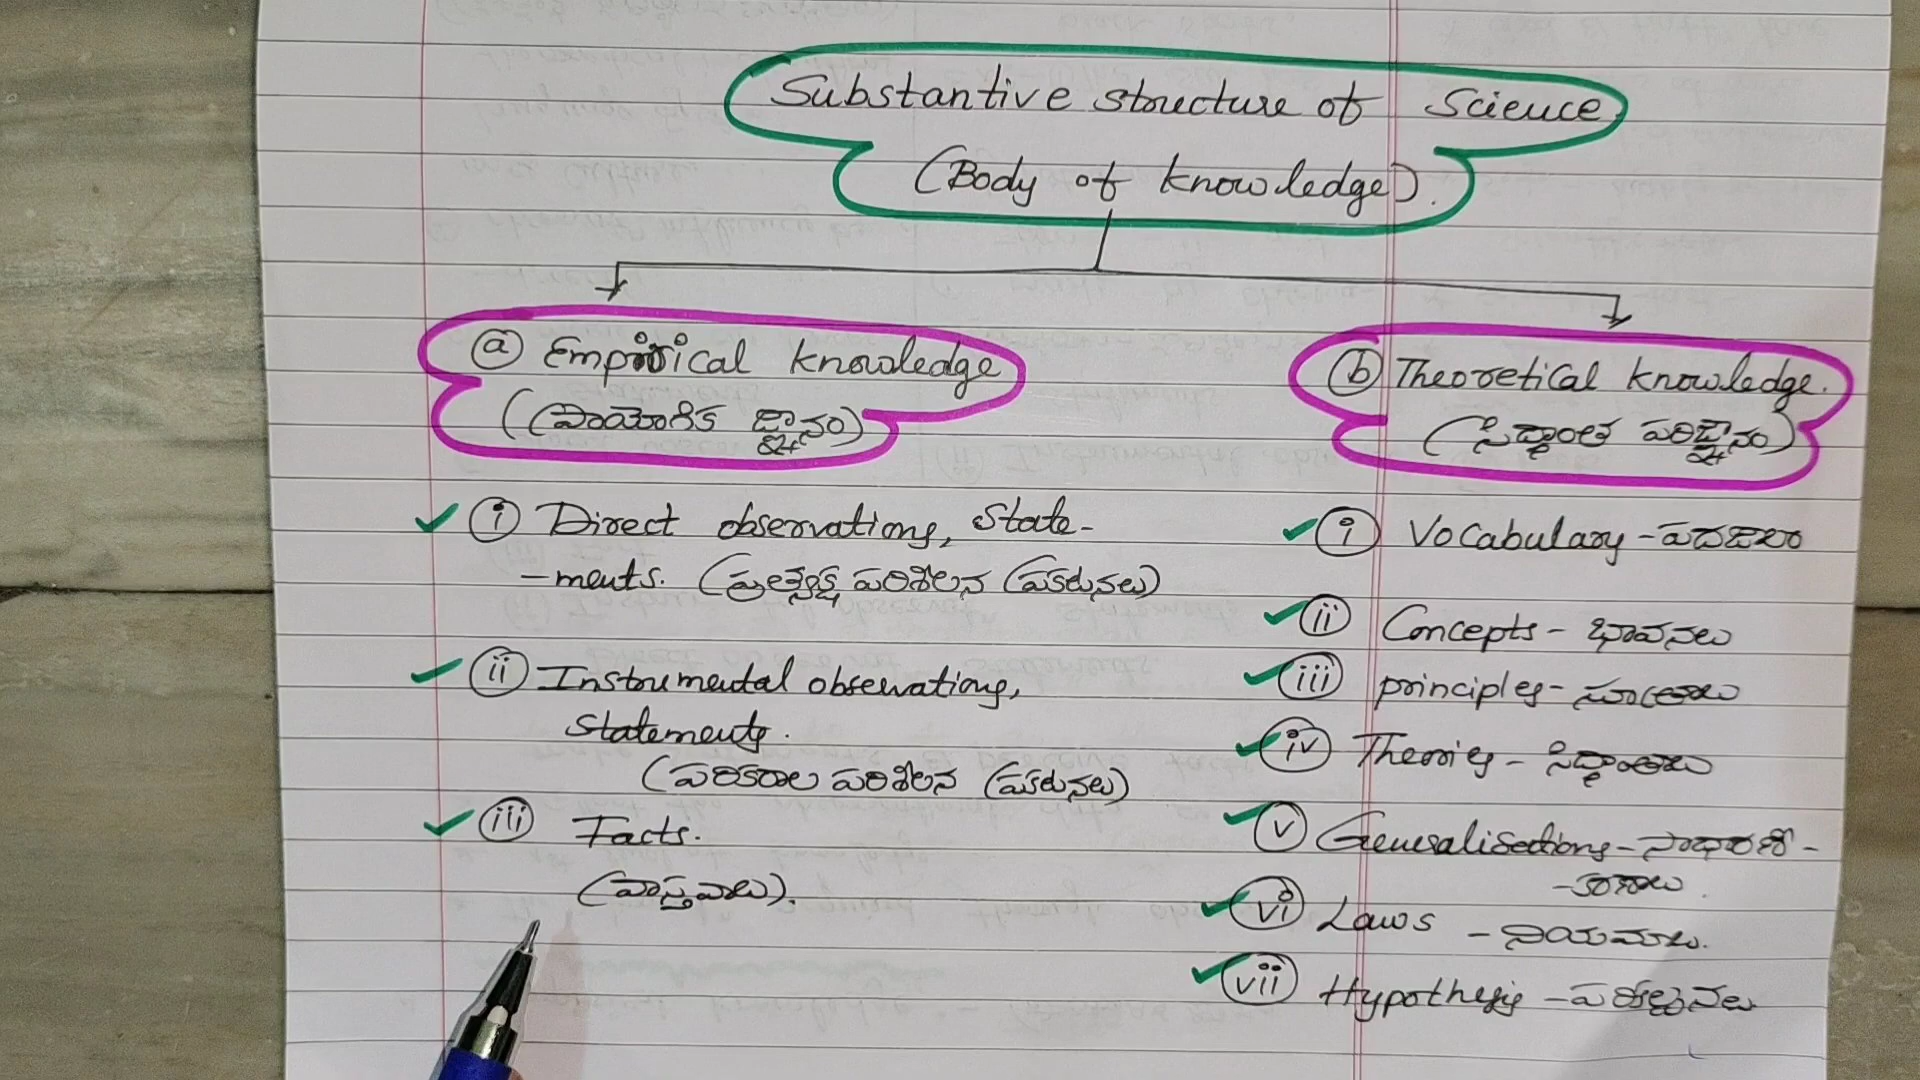 Substantive structure of Science
(Body of knowledge).
(a) Empirical knowledge
(ప్రాయోగిక జ్ఞానం)
(b) Theoretical knowledge.
(సిద్ధాంత పరిజ్ఞానం)
(i) Direct observations, State-
-ments. (ప్రత్యక్ష పరిశీలన ప్రకటనలు)
(ii) Instrumental observations,
statements.
(పరికరాల పరిశీలన ప్రకటనలు)
(iii) Facts.
(వాస్తవాలు).
(i) Vocabulary - పదజాలం
(ii) Concepts - భావనలు
(iii) principles - సూత్రాలు
(iv) Theories - సిద్ధాంతాలు
(v) Generalisations - సాధారణీ-
-కరణాలు.
(vi) Laws - నియమాలు.
(vii) Hypothesis - పరికల్పనలు